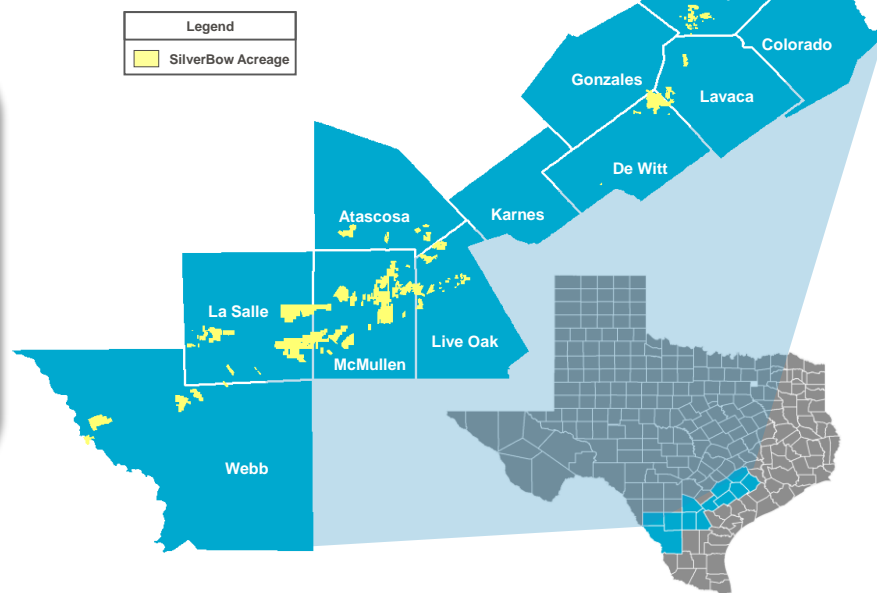 Legend
SilverBow Acreage
Colorado
Gonzales
Lavaca
De Witt
Karnes
Atascosa
La Salle
Live Oak
McMullen
Webb